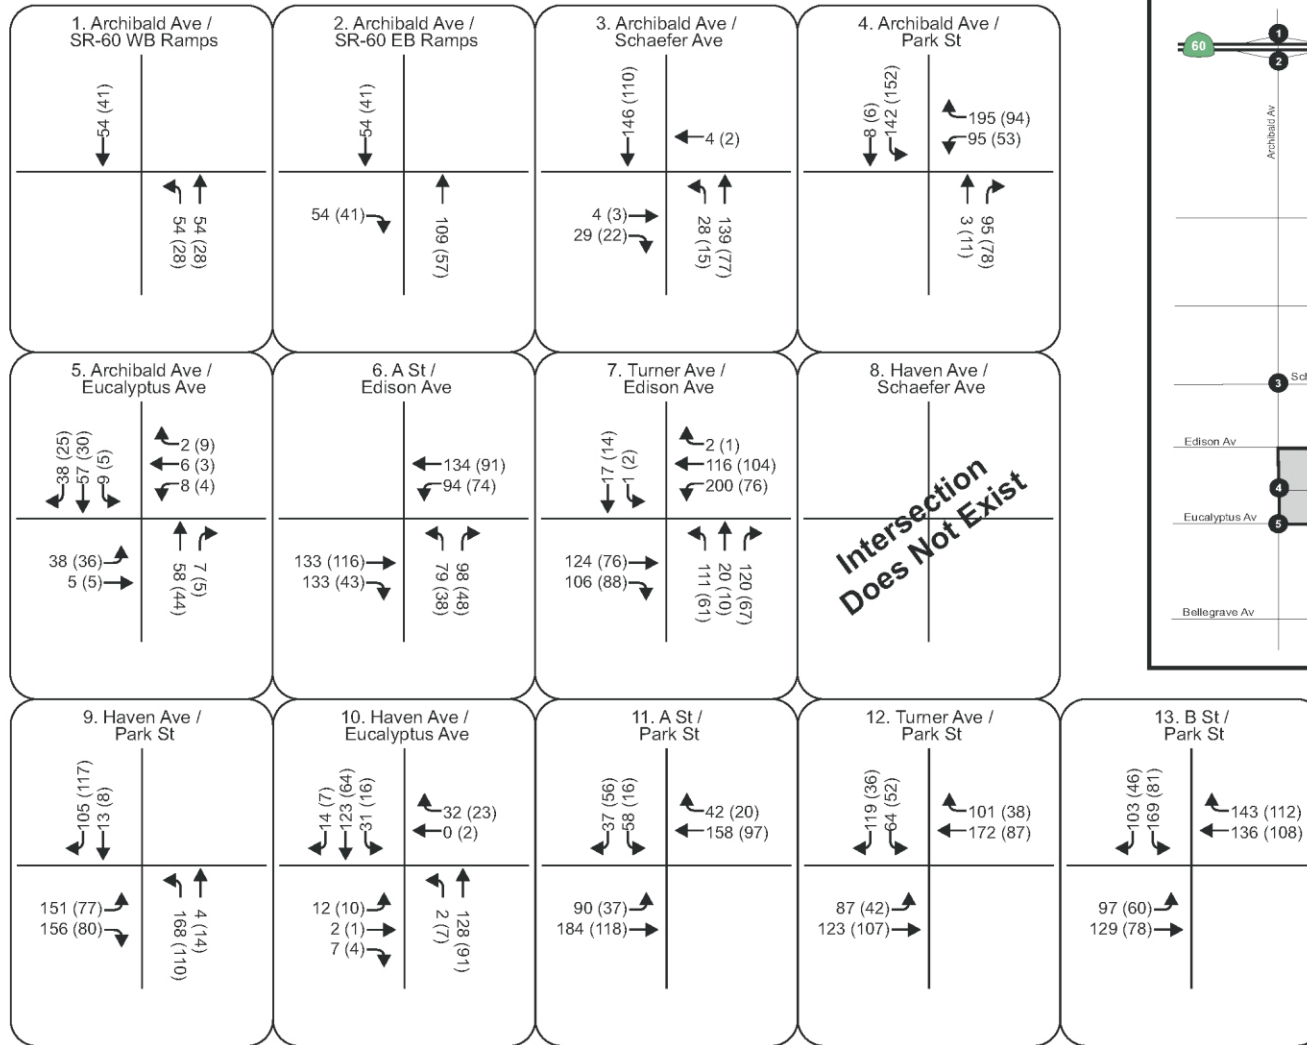 1. Archibald Ave /
SR-60 WB Ramps
54 (41)
54 (28)
54 (28)
2. Archibald Ave /
SR-60 EB Ramps
54 (41)
54 (41)
109 (57)
3. Archibald Ave /
Schaefer Ave
146 (110)
4 (2)
4 (3)
29 (22)
28 (15)
139 (77)
4. Archibald Ave /
Park St
8 (6)
142 (152)
195 (94)
95 (53)
3 (11)
95 (78)
60
1
2
Archibald Av
3
Sch
Edison Av
4
Eucalyptus Av
5
Bellegrave Av
5. Archibald Ave /
Eucalyptus Ave
38 (25)
57 (30)
9 (5)
2 (9)
6 (3)
8 (4)
38 (36)
5 (5)
58 (44)
7 (5)
6. A St /
Edison Ave
134 (91)
94 (74)
133 (116)
133 (43)
79 (38)
98 (48)
7. Turner Ave /
Edison Ave
17 (14)
1 (2)
2 (1)
116 (104)
200 (76)
124 (76)
106 (88)
111 (61)
20 (10)
120 (67)
8. Haven Ave /
Schaefer Ave
Intersection
Does Not Exist
9. Haven Ave /
Park St
105 (117)
13 (8)
151 (77)
156 (80)
168 (110)
4 (14)
10. Haven Ave /
Eucalyptus Ave
14 (7)
123 (64)
31 (16)
32 (23)
0 (2)
12 (10)
2 (1)
7 (4)
2 (7)
128 (91)
11. A St /
Park St
37 (56)
58 (16)
42 (20)
158 (97)
90 (37)
184 (118)
12. Turner Ave /
Park St
119 (36)
64 (52)
101 (38)
172 (87)
87 (42)
123 (107)
13. B St /
Park St
103 (46)
169 (81)
143 (112)
136 (108)
97 (60)
129 (78)